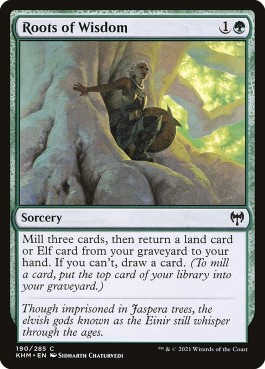 Roots of Wisdom 1
Sorcery
Mill three cards, then return a land card
or Elf card from your graveyard to your
hand. If you can't, draw a card. (To mill
a card, put the top card of your library
into your graveyard.)
Though imprisoned in Jaspera trees, the
elvish gods known as the Einir still whisper
through the ages.
190/285 C
KHM • EN SIDHARTH CHATURVEDI
™ & © 2021 Wizards of the Coast